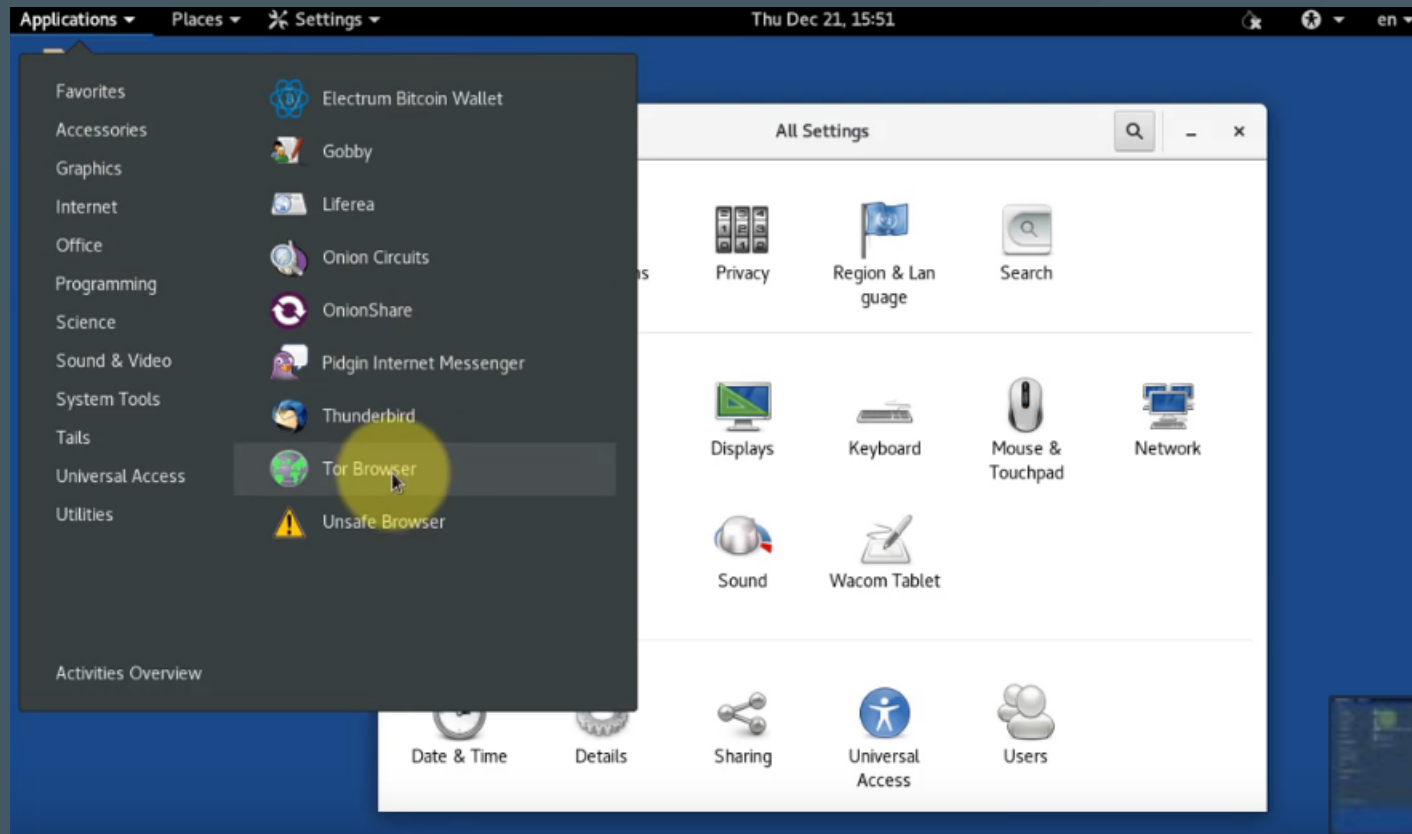 Applications Places Settings Thu Dec 21, 15:51 en
Favorites
Accessories
Graphics
Internet
Office
Programming
Science
Sound & Video
System Tools
Tails
Universal Access
Utilities
Activities Overview
Electrum Bitcoin Wallet
Gobby
Liferea
Onion Circuits
OnionShare
Pidgin Internet Messenger
Thunderbird
Tor Browser
Unsafe Browser
All Settings
Privacy
Region & Lan
guage
Search
Displays
Keyboard
Mouse &
Touchpad
Network
Sound
Wacom Tablet
Date & Time
Details
Sharing
Universal
Access
Users